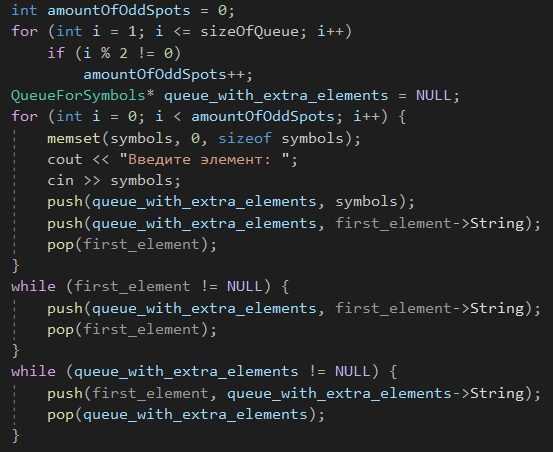 int amountOfOddSpots = 0;
for (int i = 1; i <= sizeOfQueue; i++)
    if (i % 2 != 0)
        amountOfOddSpots++;
QueueForSymbols* queue_with_extra_elements = NULL;
for (int i = 0; i < amountOfOddSpots; i++) {
    memset(symbols, 0, sizeof symbols);
    cout << "Введите элемент: ";
    cin >> symbols;
    push(queue_with_extra_elements, symbols);
    push(queue_with_extra_elements, first_element->String);
    pop(first_element);
}
while (first_element != NULL) {
    push(queue_with_extra_elements, first_element->String);
    pop(first_element);
}
while (queue_with_extra_elements != NULL) {
    push(first_element, queue_with_extra_elements->String);
    pop(queue_with_extra_elements);
}